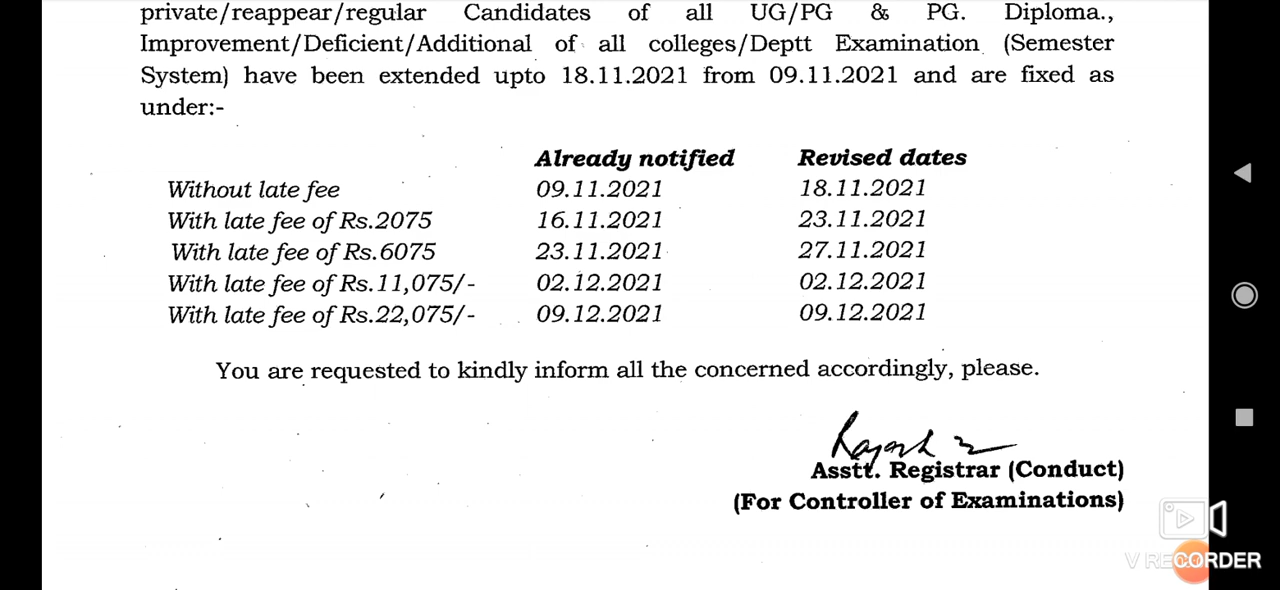 private/reappear/regular Candidates of all UG/PG & PG. Diploma.,
Improvement/Deficient/Additional of all colleges/Deptt Examination (Semester
System) have been extended upto 18.11.2021 from 09.11.2021 and are fixed as
under:-
Already notified Revised dates
Without late fee 09.11.2021 18.11.2021
With late fee of Rs.2075 16.11.2021 23.11.2021
With late fee of Rs.6075 23.11.2021 27.11.2021
With late fee of Rs.11,075/- 02.12.2021 02.12.2021
With late fee of Rs.22,075/- 09.12.2021 09.12.2021
You are requested to kindly inform all the concerned accordingly, please.
Asstt. Registrar (Conduct)
(For Controller of Examinations)
V RECORDER